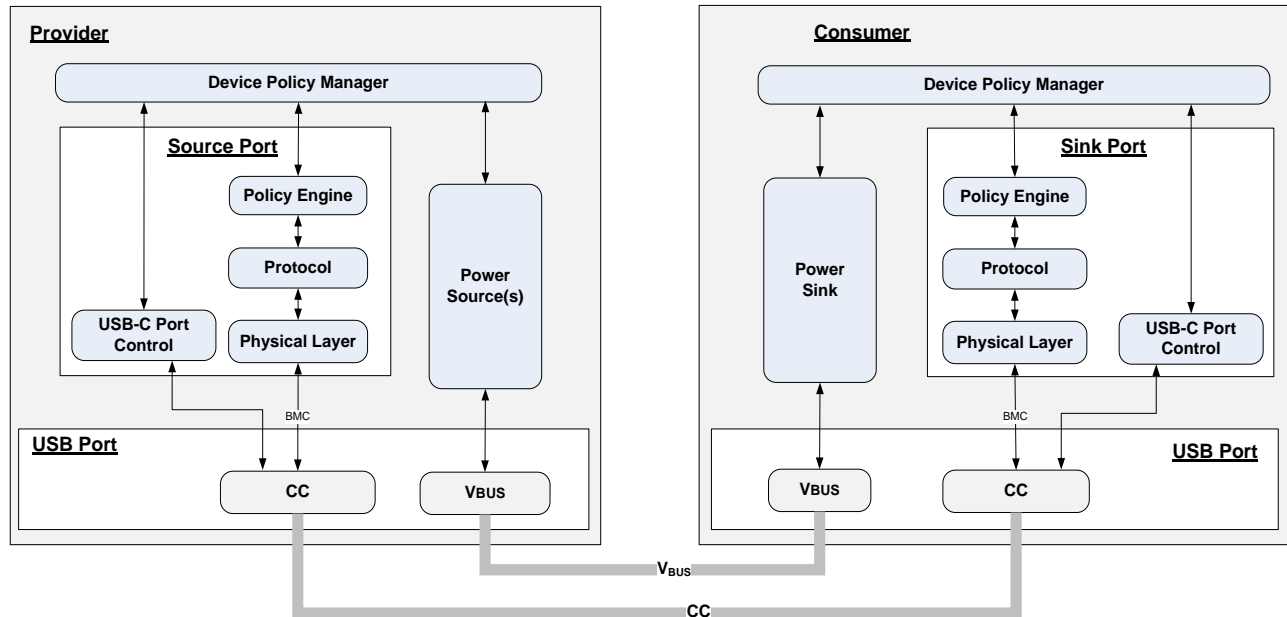 Provider
Device Policy Manager
Source Port
Policy Engine
Protocol
Power
Source(s)
USB-C Port
Control
Physical Layer
BMC
USB Port
CC
VBUS
Consumer
Device Policy Manager
Sink Port
Power
Sink
Policy Engine
Protocol
Physical Layer
USB-C Port
Control
BMC
USB Port
VBUS
CC
VBUS
CC